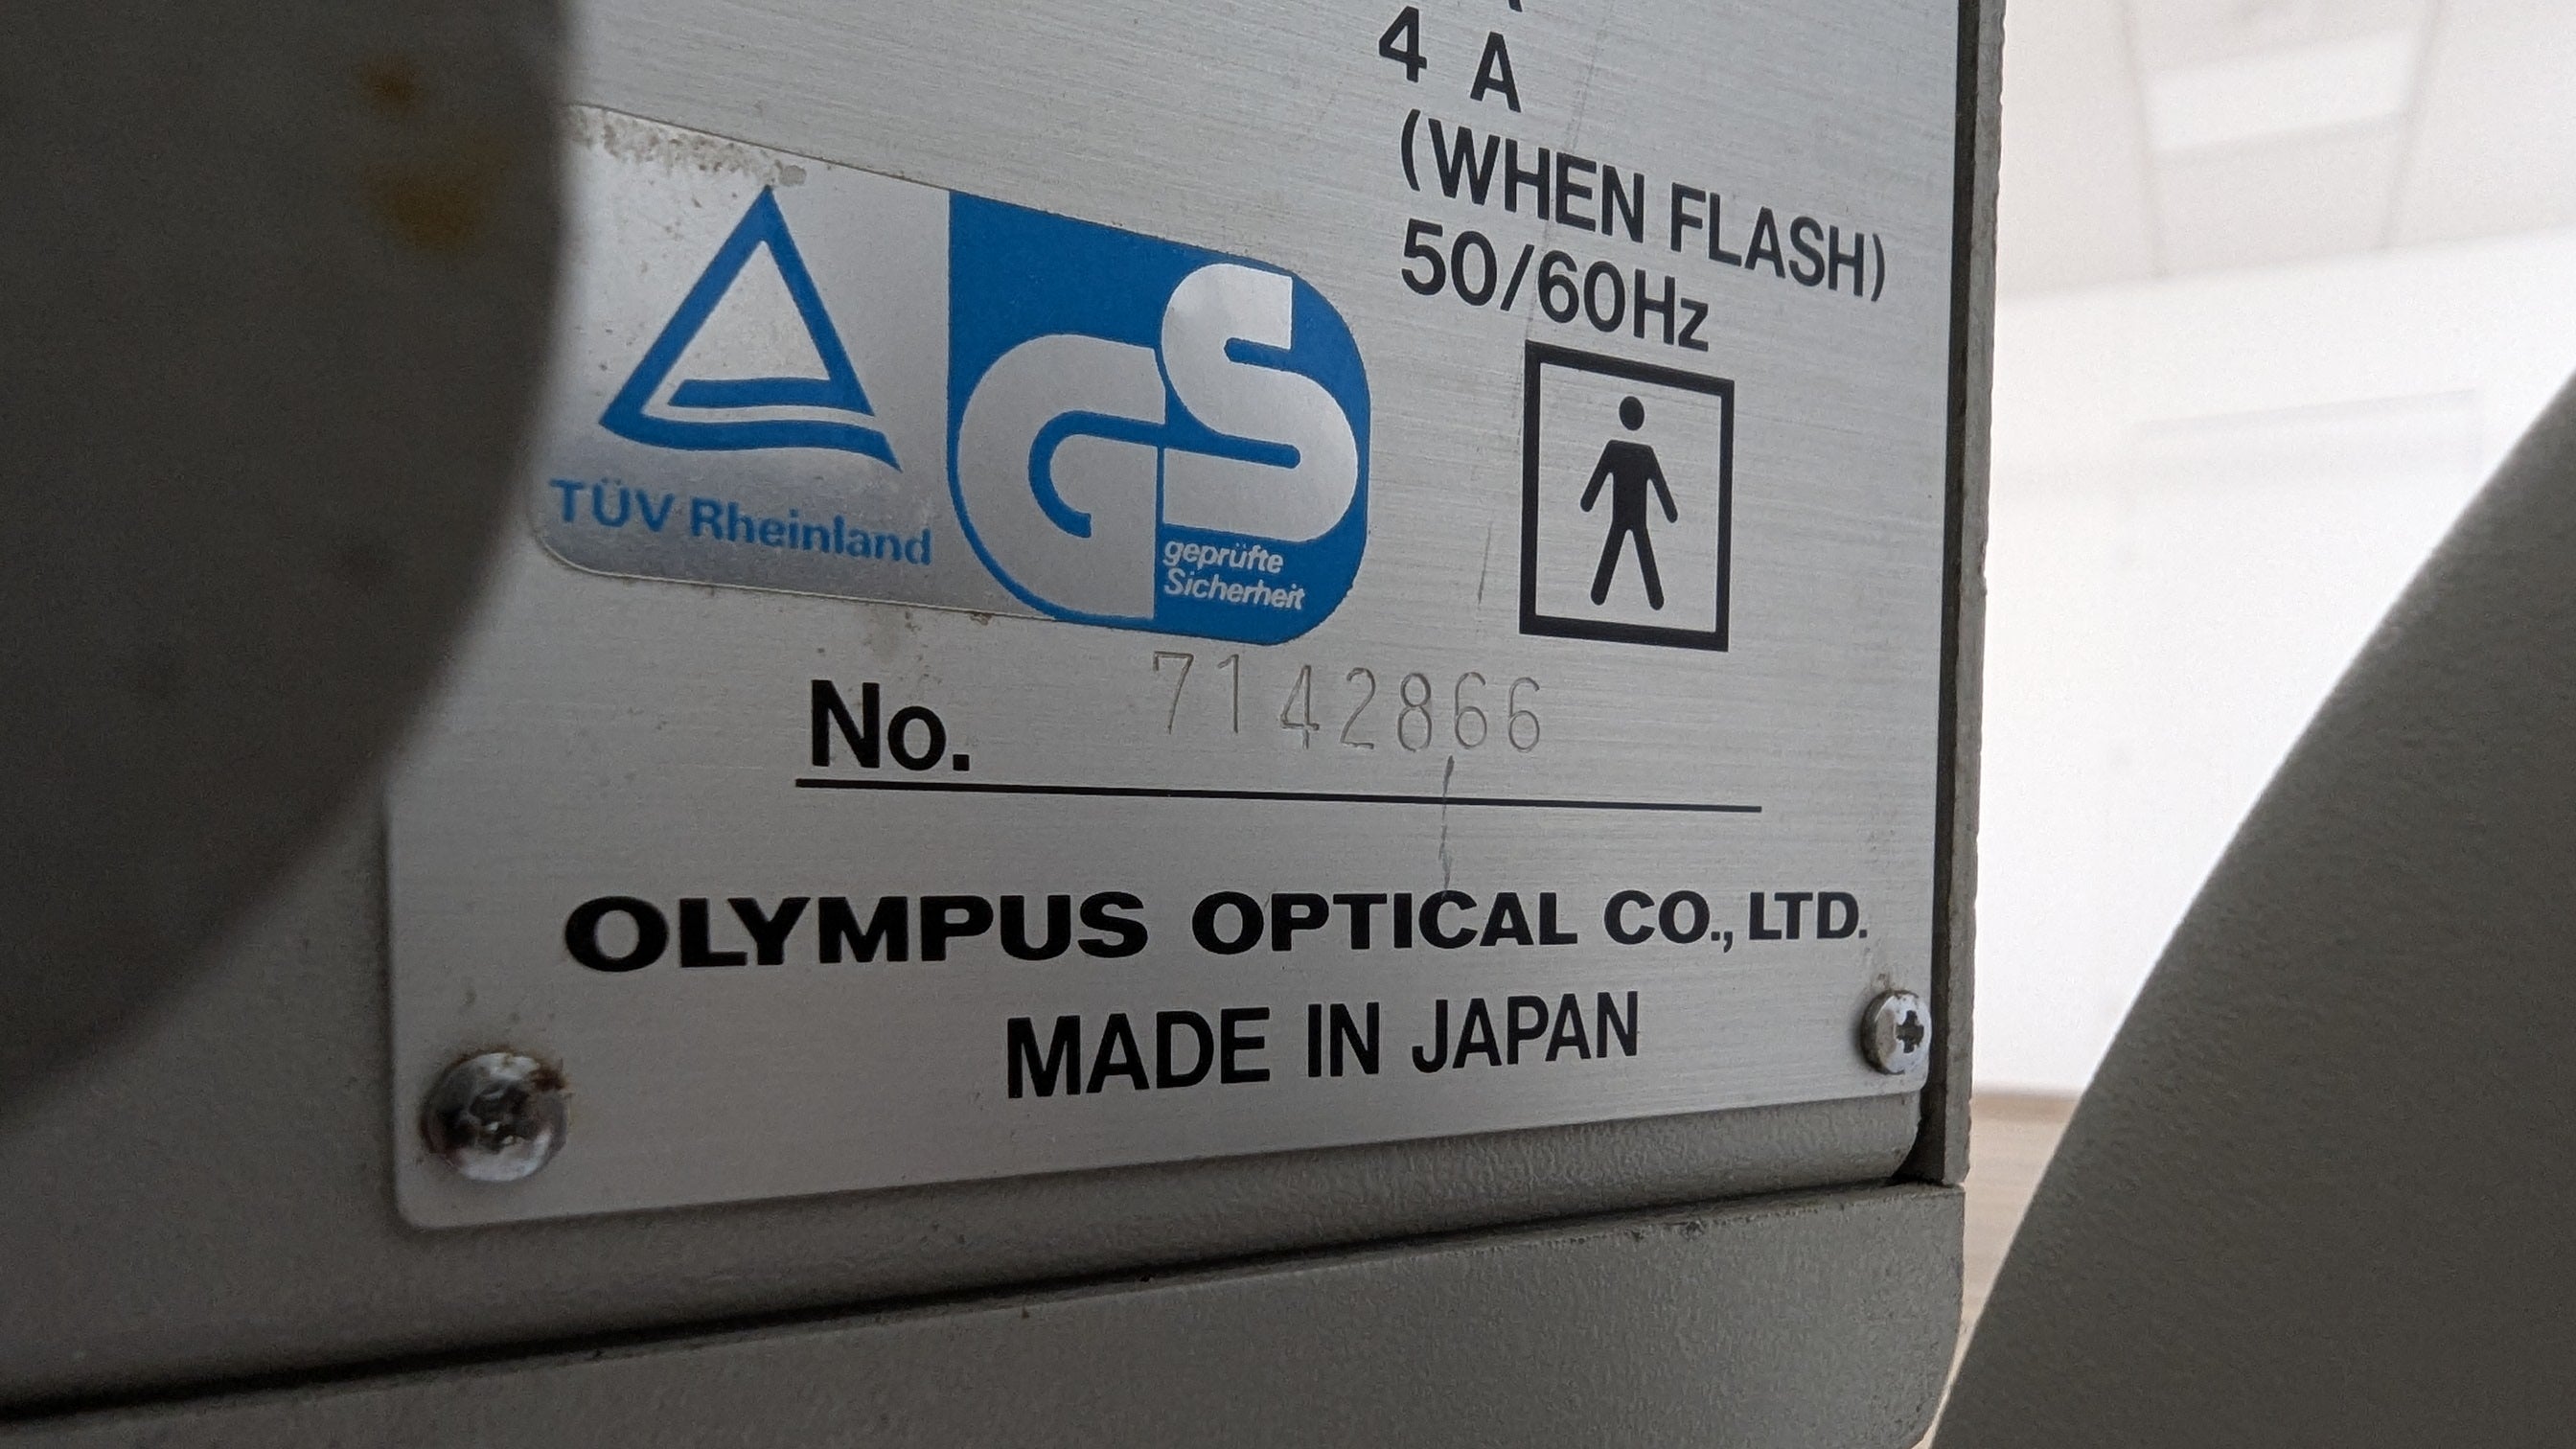 4 A
(WHEN FLASH)
50/60Hz
TÜV Rheinland
GS
geprüfte
Sicherheit
No. 7142866
OLYMPUS OPTICAL CO., LTD.
MADE IN JAPAN